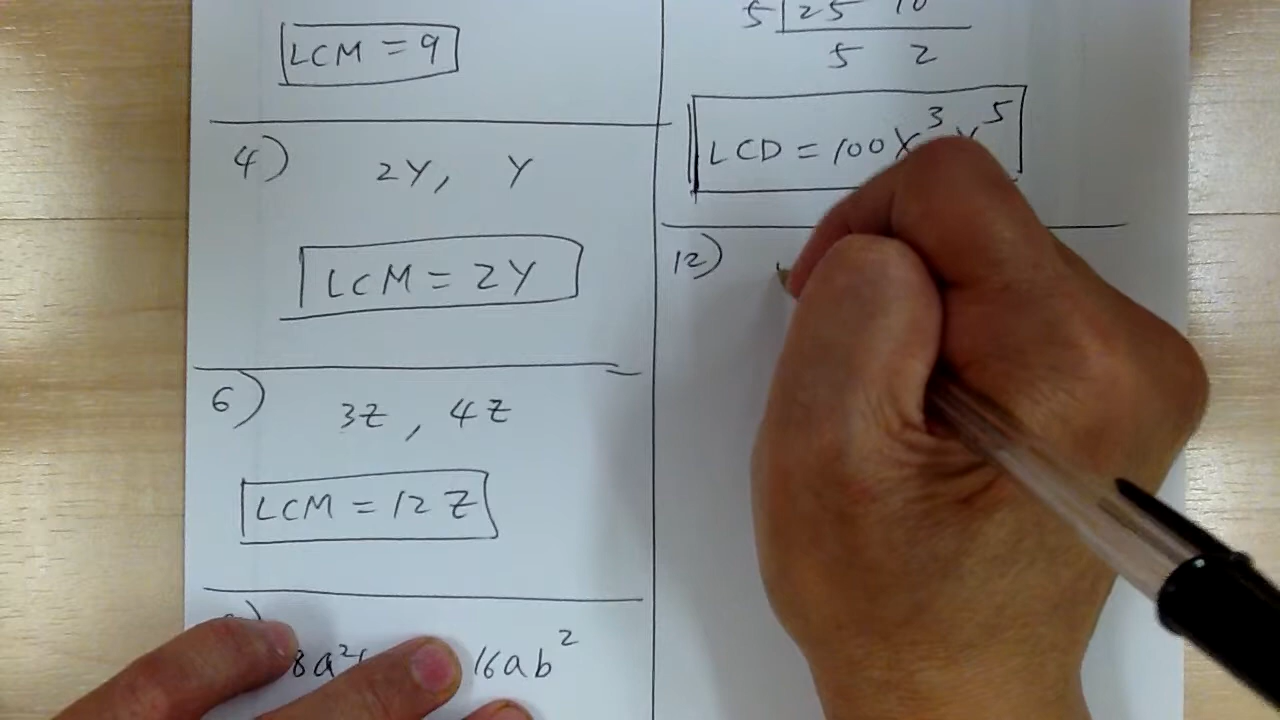 LCM = 9
4) 2Y, Y
LCM = 2Y
6) 3Z, 4Z
LCM = 12Z
16ab²
5 25 10
5 2
LCD = 100X³Y⁵
12)